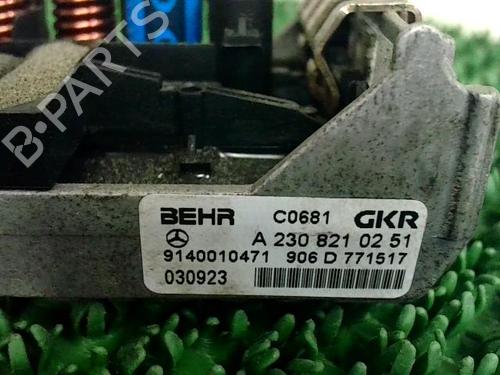 B-PARTS
BEHR C0681 GKR
A 230 821 02 51
9140010471 906 D 771517
030923